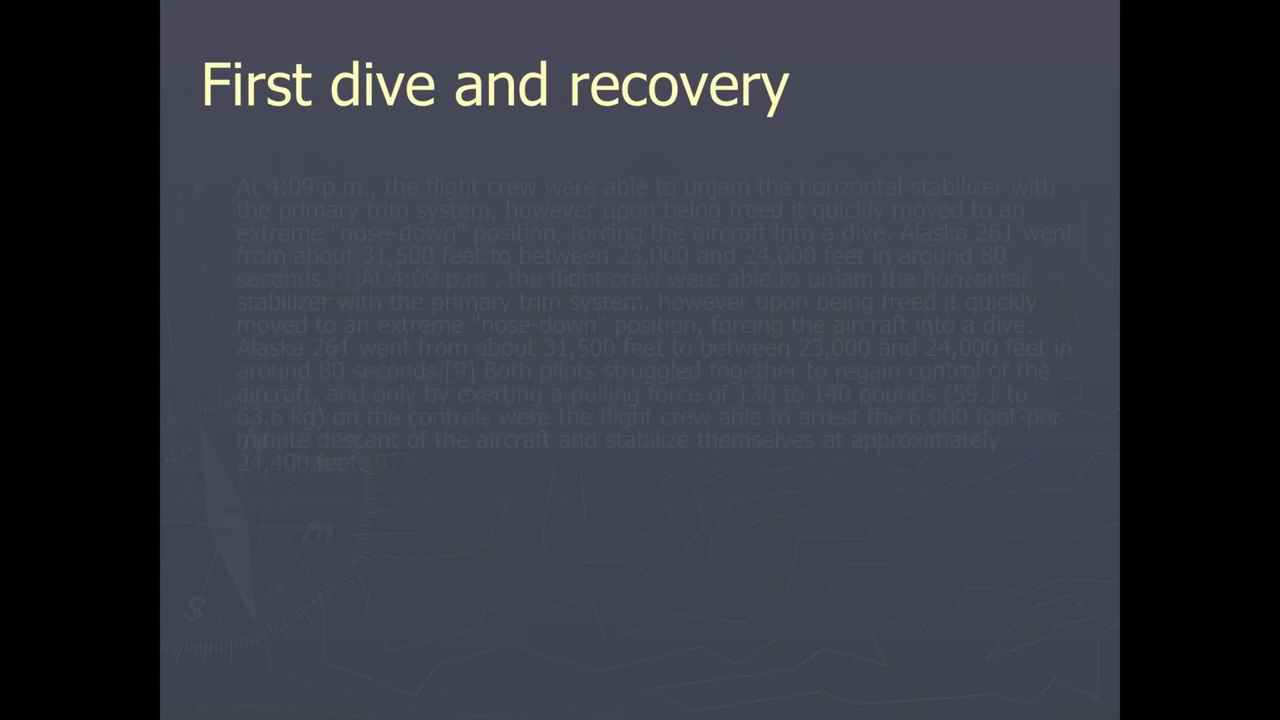 First dive and recovery
At 4:09 p.m., the flight crew were able to unjam the horizontal stabilizer with
the primary trim system, however upon being freed it quickly moved to an
extreme "nose-down" position, forcing the aircraft into a dive. Alaska 261 went
from about 31,500 feet to between 23,000 and 24,000 feet in around 80
seconds. At 4:09 p.m., the flight crew were able to unjam the horizontal
stabilizer with the primary trim system, however upon being freed it quickly
moved to an extreme "nose-down" position, forcing the aircraft into a dive.
Alaska 261 went from about 31,500 feet to between 23,000 and 24,000 feet in
around 80 seconds.[9] Both pilots struggled together to regain control of the
aircraft, and only by exerting a pulling force of 130 to 140 pounds (59.1 to
63.6 kg) on the controls were the flight crew able to arrest the 6,000 foot-per-
minute descent of the aircraft and stabilize themselves at approximately
24,400 feet.
E
S